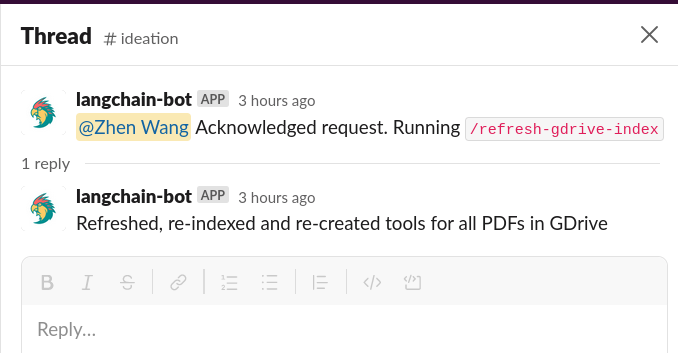 Thread # ideation
langchain-bot APP 3 hours ago
@Zhen Wang Acknowledged request. Running /refresh-gdrive-index
1 reply
langchain-bot APP 3 hours ago
Refreshed, re-indexed and re-created tools for all PDFs in GDrive
B I S
Reply...